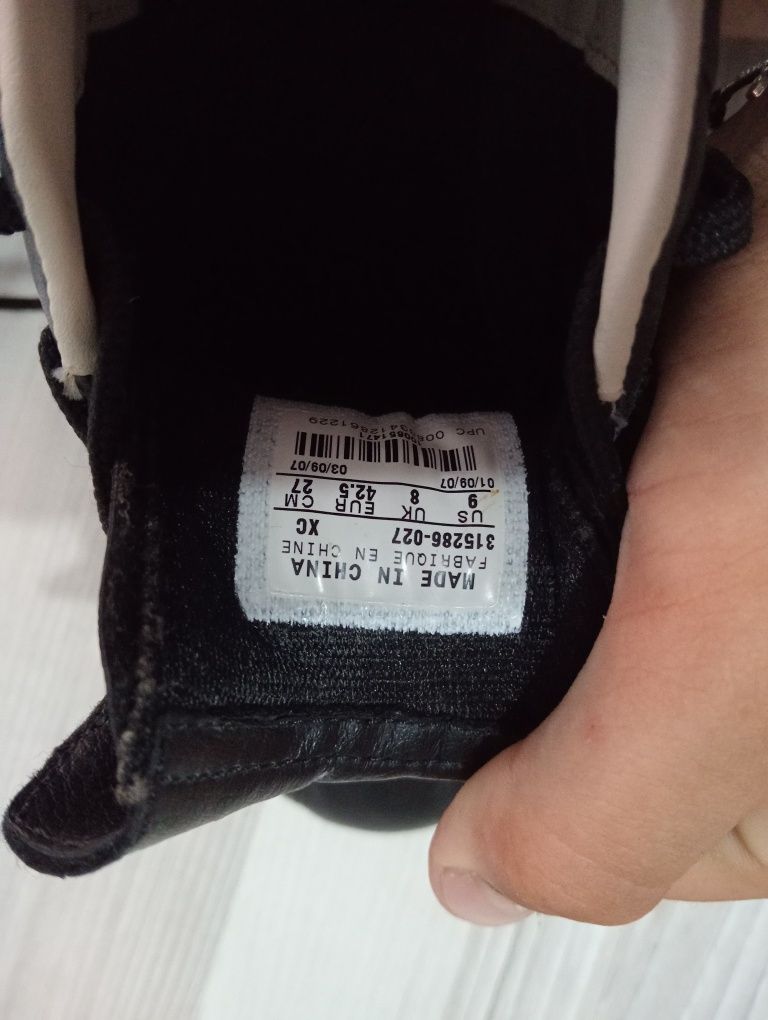 MADE IN CHINA
FABRIQUE EN CHINE
315286-027 XC
US UK EUR CM
9 8 42.5 27
01/09/07 03/09/07
UPC